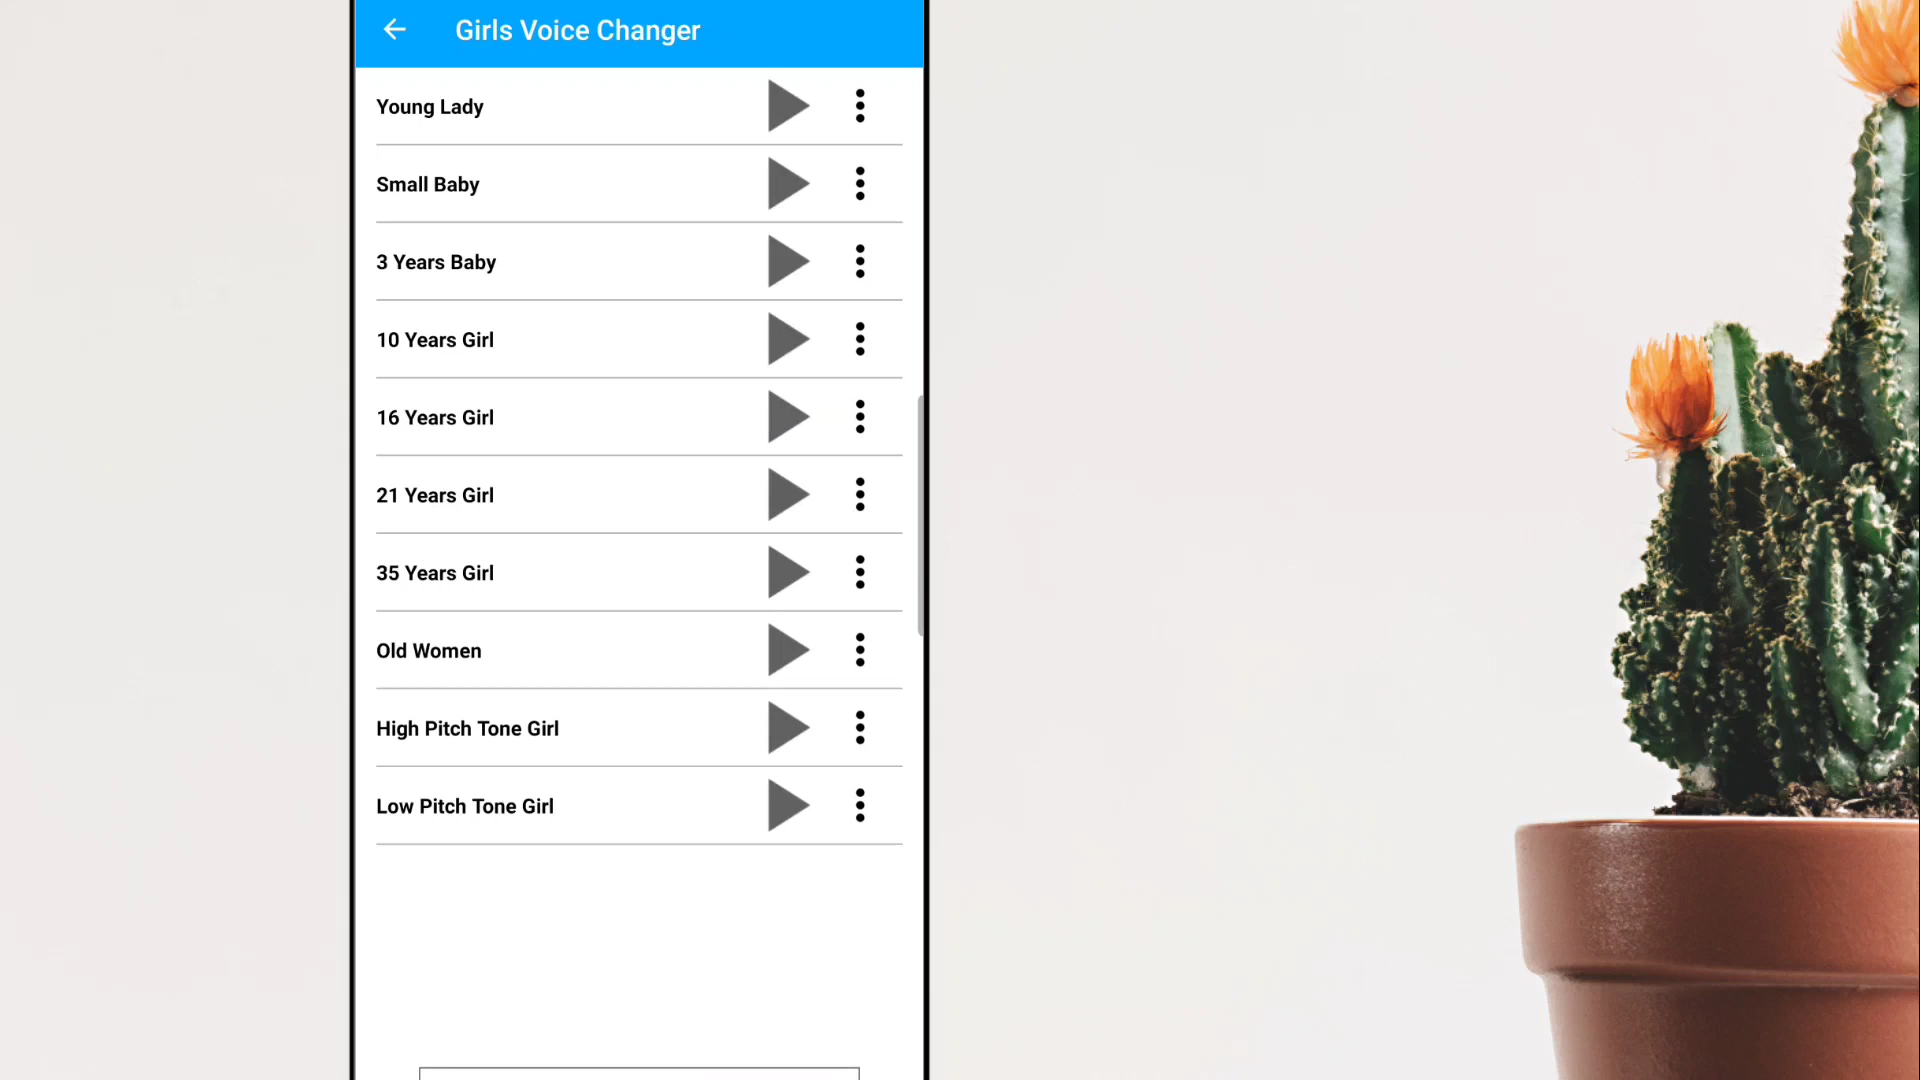 Girls Voice Changer
Young Lady
Small Baby
3 Years Baby
10 Years Girl
16 Years Girl
21 Years Girl
35 Years Girl
Old Women
High Pitch Tone Girl
Low Pitch Tone Girl